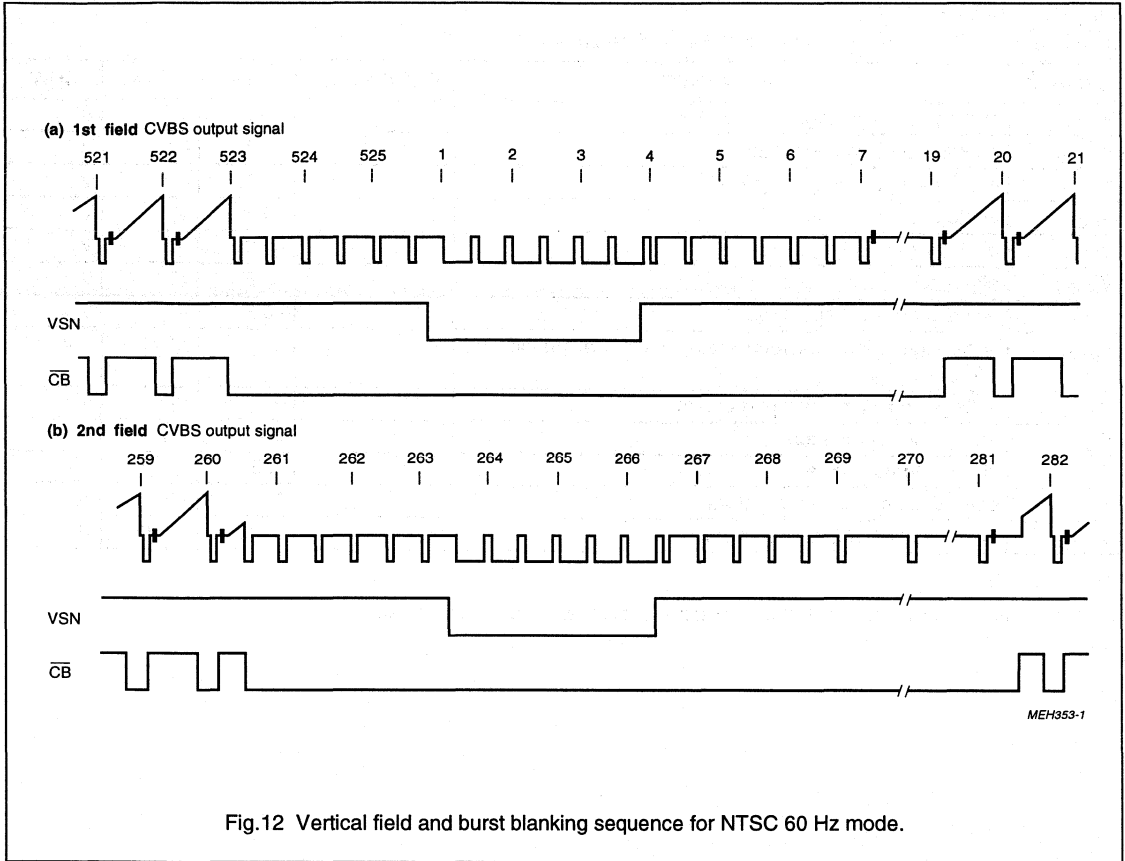 (a) 1st field CVBS output signal
521 522 523 524 525 1 2 3 4 5 6 7 19 20 21
VSN
CB
(b) 2nd field CVBS output signal
259 260 261 262 263 264 265 266 267 268 269 270 281 282
VSN
CB
MEH353-1
Fig.12 Vertical field and burst blanking sequence for NTSC 60 Hz mode.